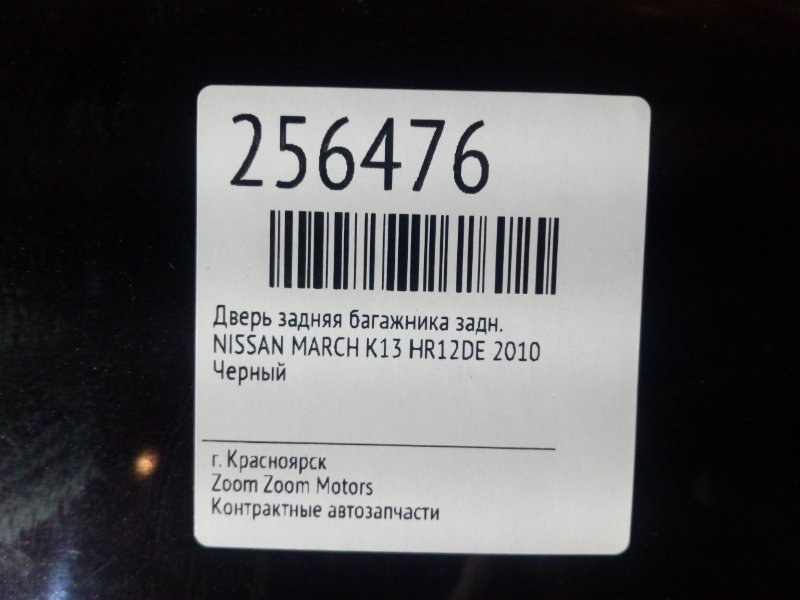 256476
Дверь задняя багажника задн.
NISSAN MARCH K13 HR12DE 2010
Черный
г. Красноярск
Zoom Zoom Motors
Контрактные автозапчасти